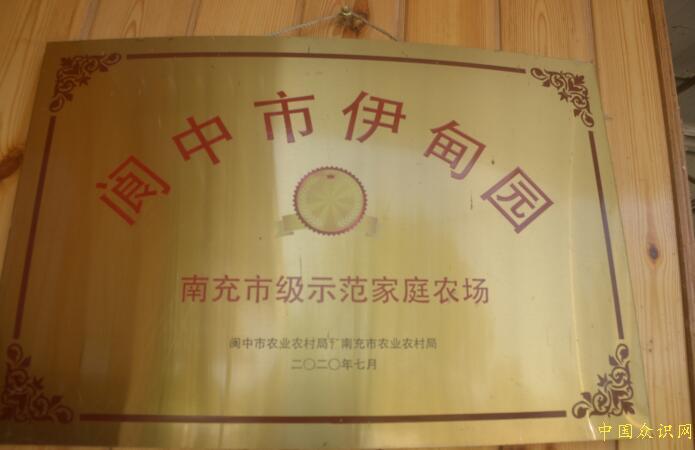 阆中市伊甸园
南充市级示范家庭农场
阆中市农业农村局 南充市农业农村局
二〇二〇年七月
中国众识网